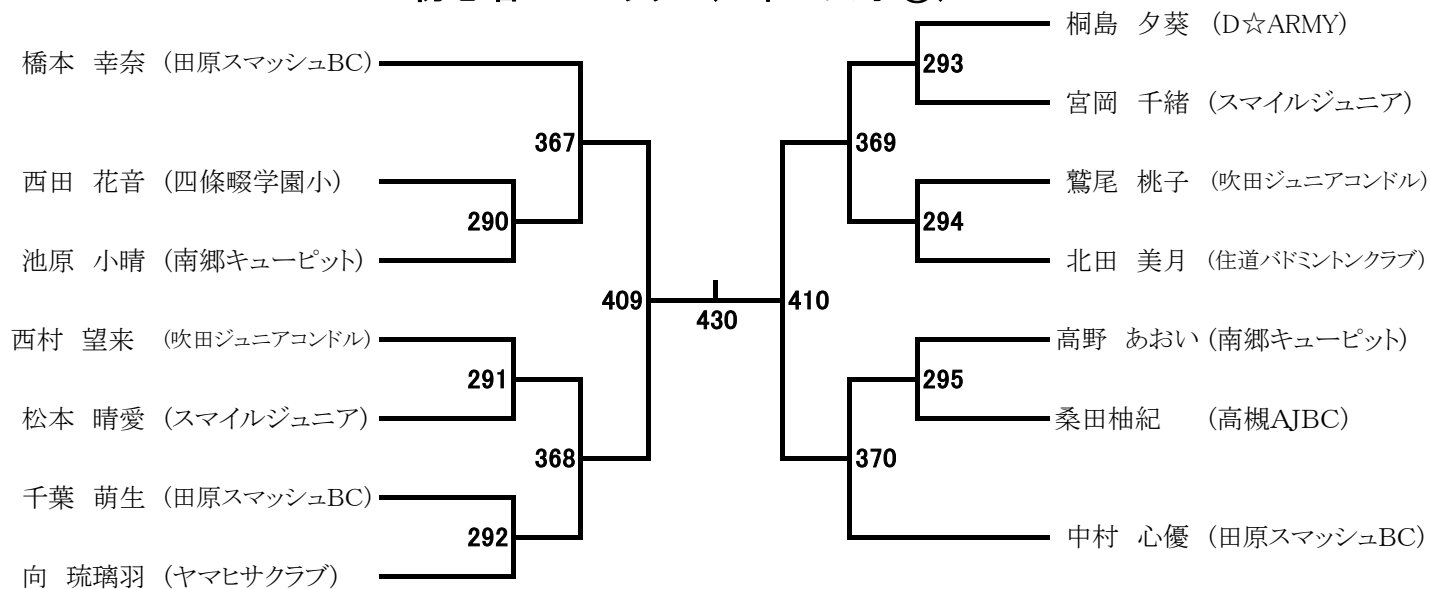 橋本 幸奈 (田原スマッシュBC)
西田 花音 (四條畷学園小)
池原 小晴 (南郷キューピット)
西村 望来 (吹田ジュニアコンドル)
松本 晴愛 (スマイルジュニア)
千葉 萌生 (田原スマッシュBC)
向 琉璃羽 (ヤマヒサクラブ)
367
290
291
368
292
409
430
410
293
369
294
295
370
桐島 夕葵 (D☆ARMY)
宮岡 千緒 (スマイルジュニア)
鷲尾 桃子 (吹田ジュニアコンドル)
北田 美月 (住道バドミントンクラブ)
高野 あおい (南郷キューピット)
桑田柚紀 (高槻AJBC)
中村 心優 (田原スマッシュBC)